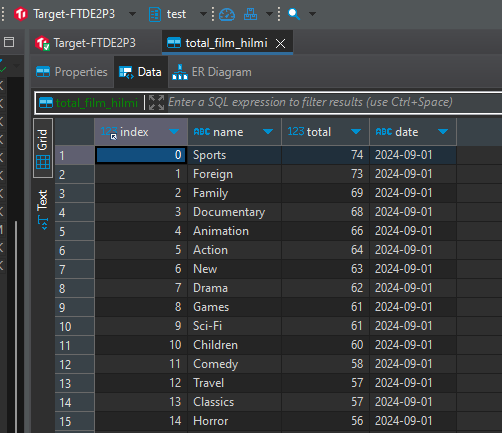 Target-FTDE2P3 test
Target-FTDE2P3 total_film_hilmi
Properties Data ER Diagram
total_film_hilmi Enter a SQL expression to filter results (use Ctrl+Space)
Grid
Text
123 index ABC name 123 total ABC date
1 0 Sports 74 2024-09-01
2 1 Foreign 73 2024-09-01
3 2 Family 69 2024-09-01
4 3 Documentary 68 2024-09-01
5 4 Animation 66 2024-09-01
6 5 Action 64 2024-09-01
7 6 New 63 2024-09-01
8 7 Drama 62 2024-09-01
9 8 Games 61 2024-09-01
10 9 Sci-Fi 61 2024-09-01
11 10 Children 60 2024-09-01
12 11 Comedy 58 2024-09-01
13 12 Travel 57 2024-09-01
14 13 Classics 57 2024-09-01
15 14 Horror 56 2024-09-01